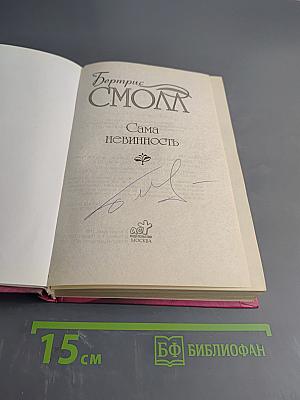 Бертрис
СМОЛЛ
Сама
невинность
АСТ
МОСКВА
15 см
БФ БИБЛИОФАН